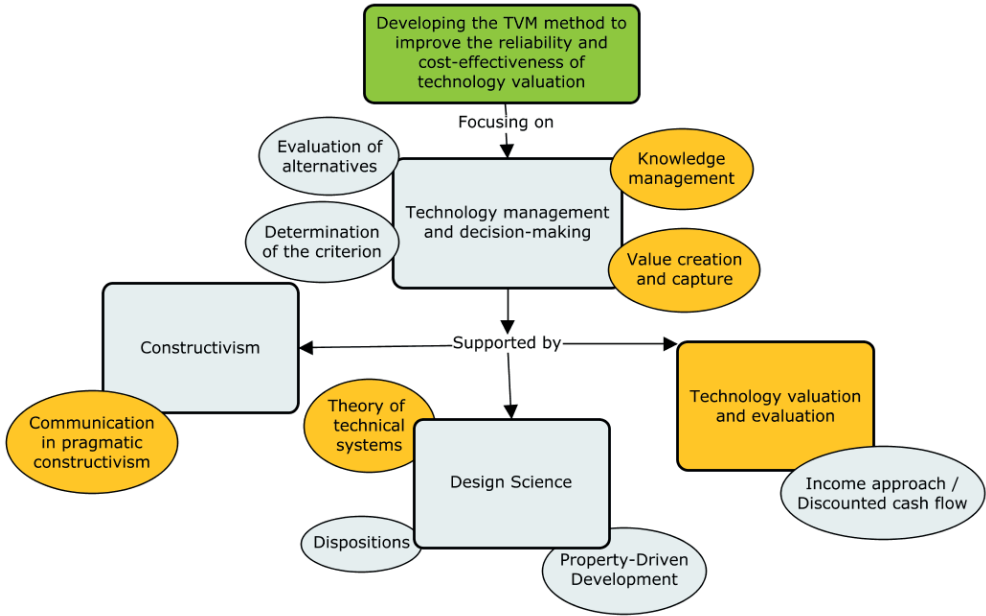 Developing the TVM method to
improve the reliability and
cost-effectiveness of
technology valuation
Focusing on
Evaluation of
alternatives
Knowledge
management
Technology management
and decision-making
Determination
of the criterion
Value creation
and capture
Supported by
Constructivism
Communication
in pragmatic
constructivism
Theory of
technical
systems
Design Science
Dispositions
Property-Driven
Development
Technology valuation
and evaluation
Income approach /
Discounted cash flow